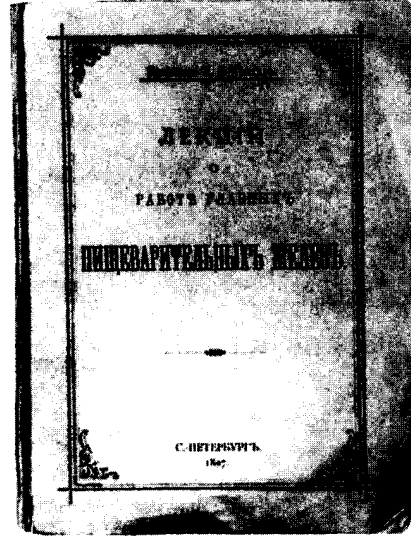 ЛЕКЦІИ
О
РАБОТѢ ГЛАВНЫХЪ
ПИЩЕВАРИТЕЛЬНЫХЪ ЖЕЛЕЗЪ.
С.-ПЕТЕРБУРГЪ.
1897